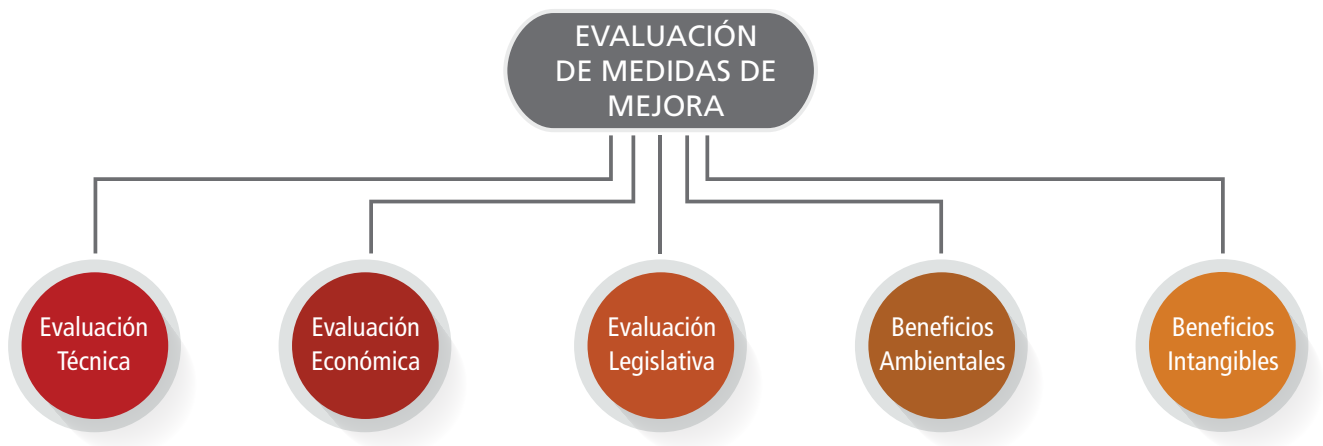 EVALUACIÓN
DE MEDIDAS DE
MEJORA
Evaluación
Técnica
Evaluación
Económica
Evaluación
Legislativa
Beneficios
Ambientales
Beneficios
Intangibles